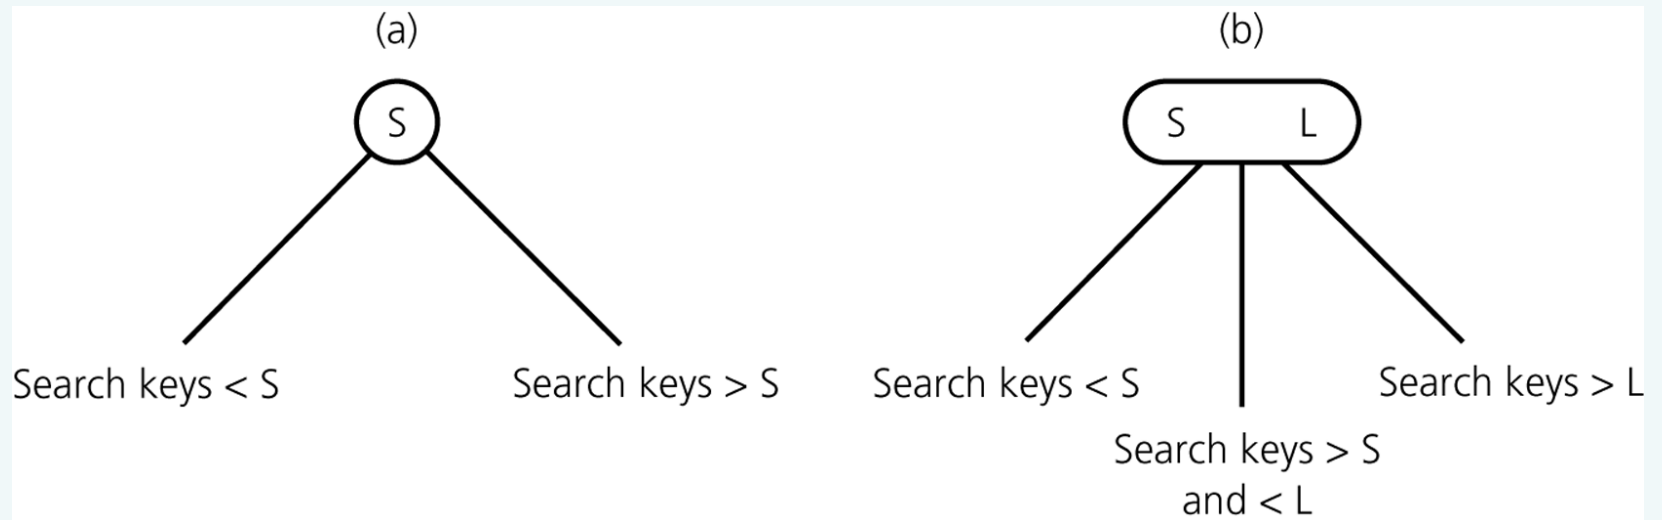 (a)
S
Search keys < S
Search keys > S
(b)
S L
Search keys < S
Search keys > S
and < L
Search keys > L